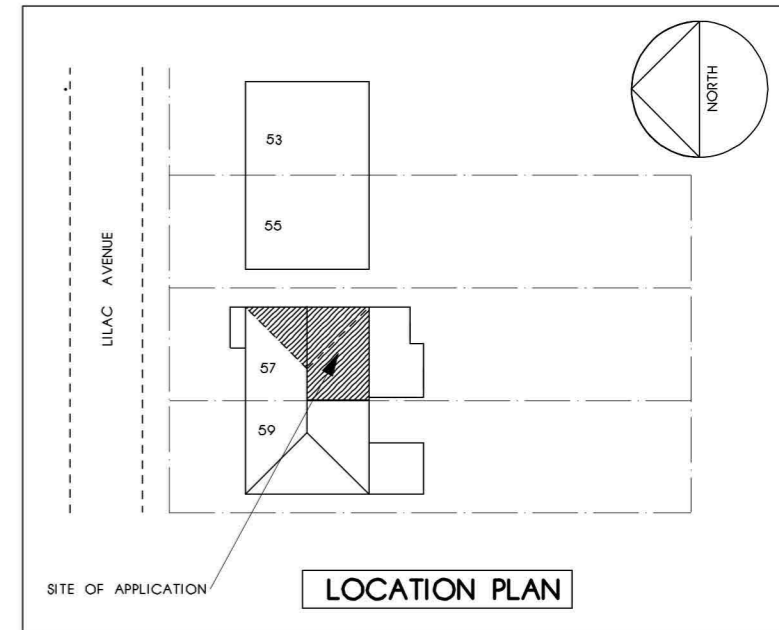 NORTH
53
55
LILAC AVENUE
57
59
SITE OF APPLICATION
LOCATION PLAN